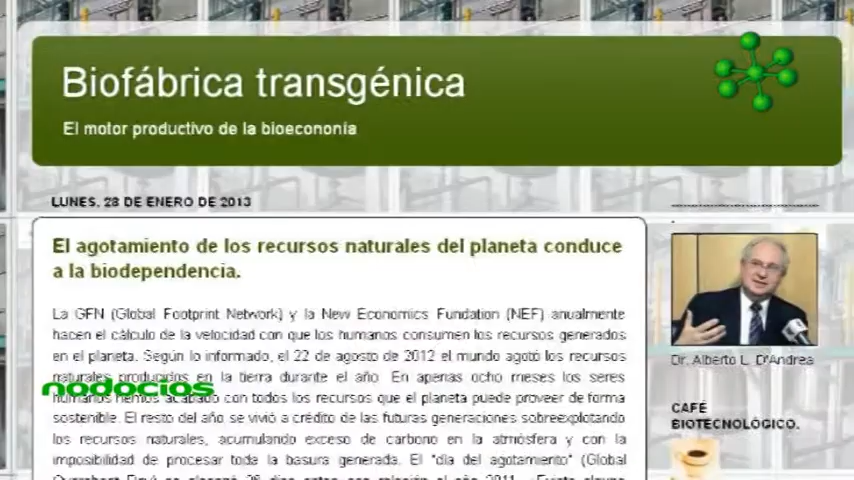 Biofábrica transgénica
El motor productivo de la bioeconomía
LUNES, 28 DE ENERO DE 2013
El agotamiento de los recursos naturales del planeta conduce
a la biodependencia.
La GFN (Global Footprint Network) y la New Economics Fundation (NEF) anualmente
hacen el cálculo de la velocidad con que los humanos consumen los recursos generados
en el planeta. Según lo informado, el 22 de agosto de 2012 el mundo agotó los recursos
naturales producidos en la tierra durante el año. En apenas ocho meses los seres
nodocios
humanos hemos acabado con todos los recursos que el planeta puede proveer de forma
sostenible. El resto del año se vivió a crédito de las futuras generaciones sobreexplotando
los recursos naturales, acumulando exceso de carbono en la atmósfera y con la
imposibilidad de procesar toda la basura generada. El "día del agotamiento" (Global
Dr. Alberto L. D'Andrea
CAFÉ
BIOTECNOLÓGICO.